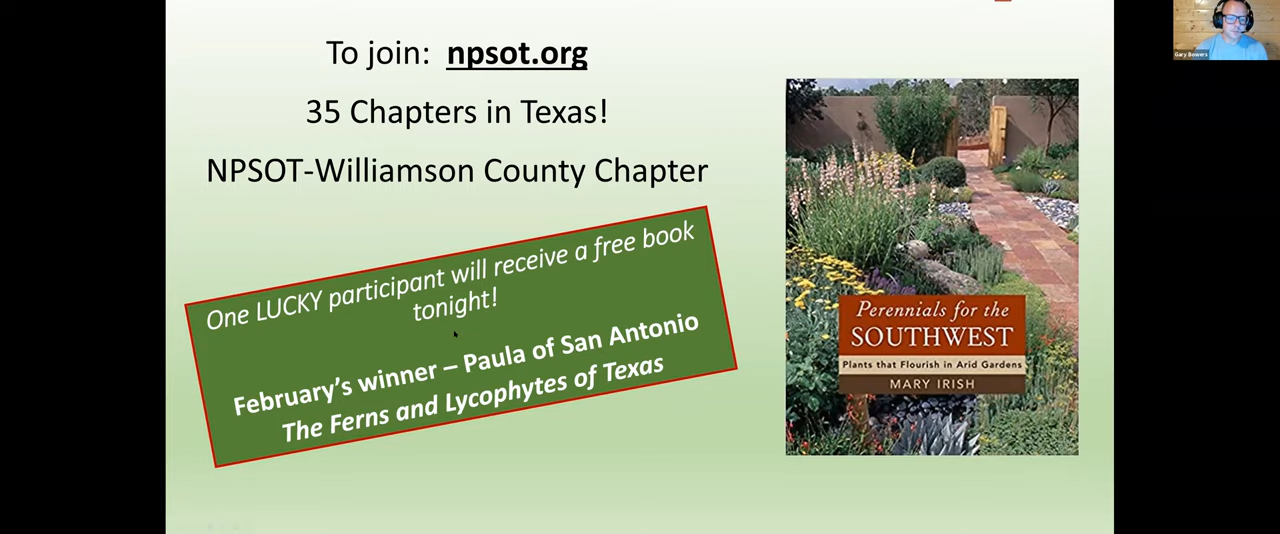 To join: npsot.org
35 Chapters in Texas!
NPSOT-Williamson County Chapter
One LUCKY participant will receive a free book
tonight!
February's winner – Paula of San Antonio
The Ferns and Lycophytes of Texas
Perennials for the
SOUTHWEST
Plants that Flourish in Arid Gardens
MARY IRISH
Gary Bowers